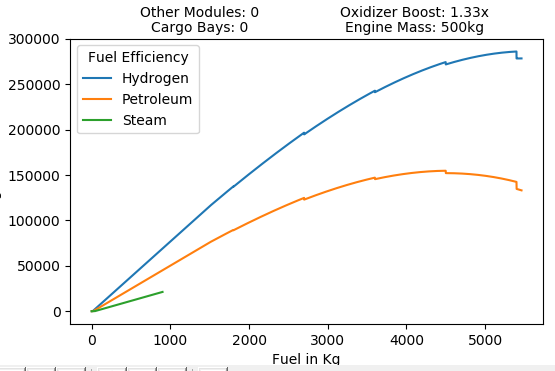 Other Modules: 0 Oxidizer Boost: 1.33x
Cargo Bays: 0 Engine Mass: 500kg
300000
250000
200000
150000
100000
50000
0
Fuel Efficiency
Hydrogen
Petroleum
Steam
0 1000 2000 3000 4000 5000
Fuel in Kg